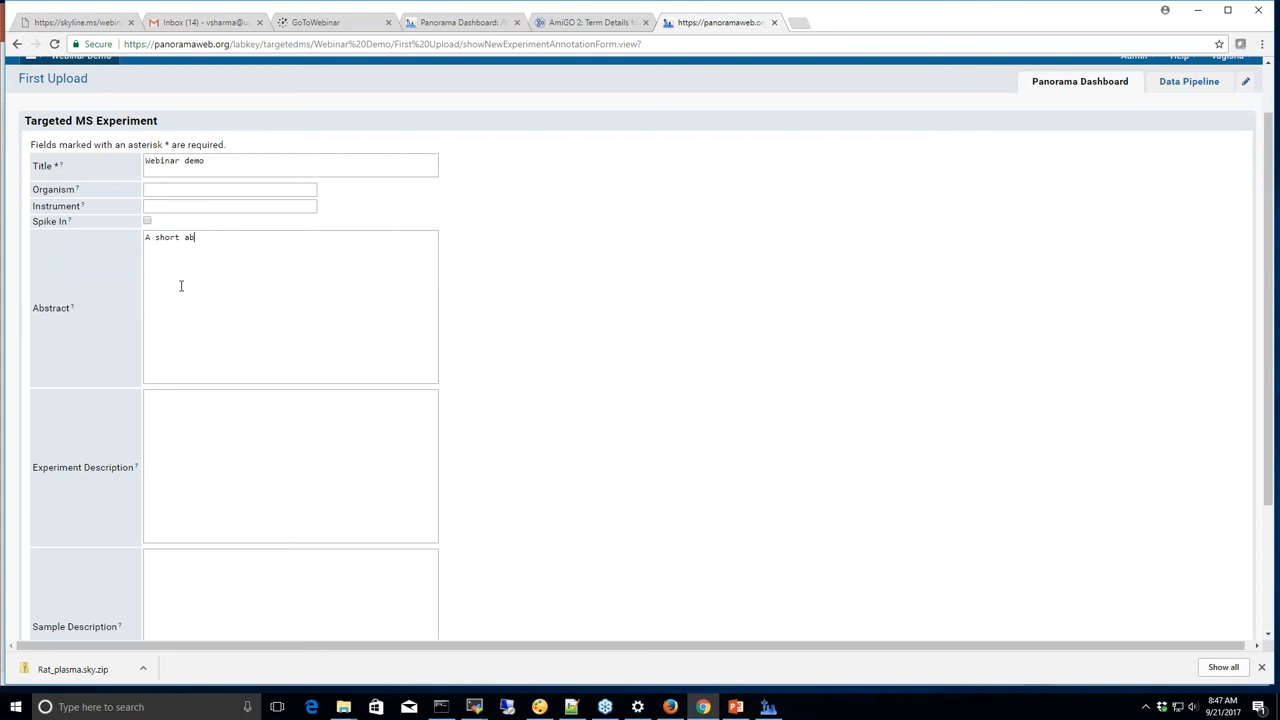 https://skyline.ms/webin
Inbox (14) - vsharma@u
GoToWebinar
Panorama Dashboard: /
AmiGO 2: Term Details fo
https://panoramaweb.or
Secure
https://panoramaweb.org/labkey/targetedms/Webinar%20Demo/First%20Upload/showNewExperimentAnnotationForm.view?
Webinar Demo
Admin
Help
Vagisha
First Upload
Panorama Dashboard
Data Pipeline
Targeted MS Experiment
Fields marked with an asterisk * are required.
Title *?
Webinar demo
Organism?
Instrument?
Spike In?
A short ab
Abstract?
Experiment Description?
Sample Description?
Rat_plasma.sky.zip
Show all
Type here to search
8:47 AM
9/21/2017